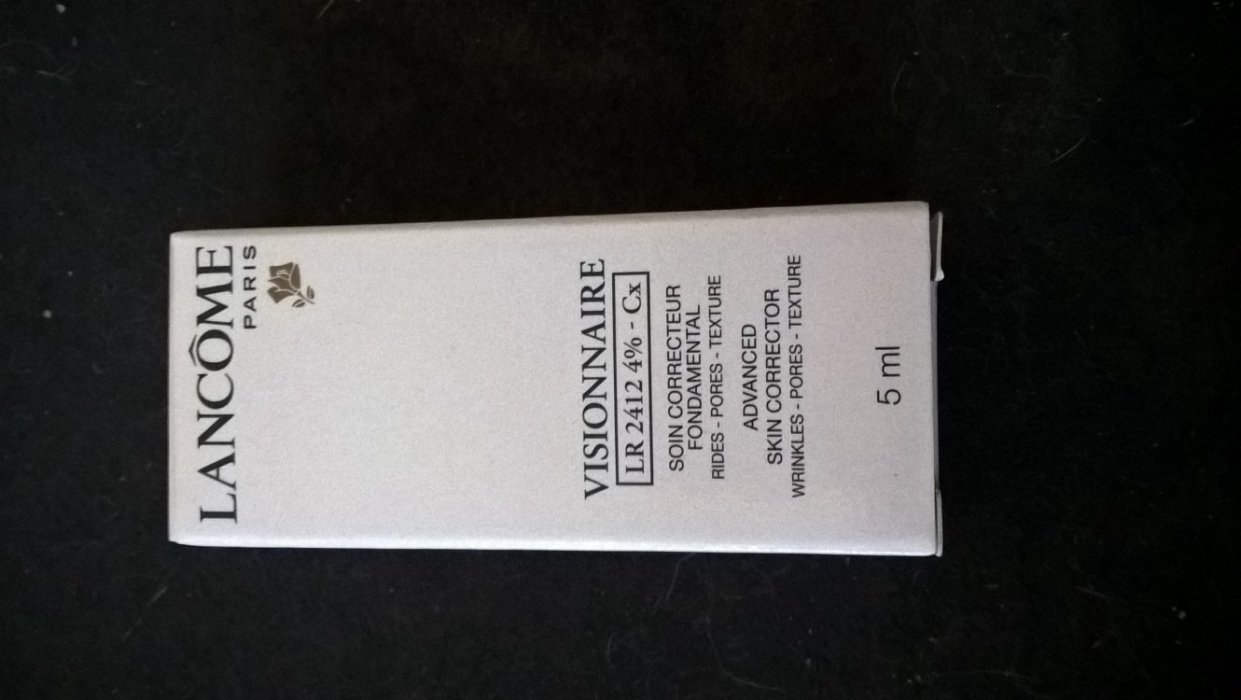 LANCÔME
PARIS
VISIONNAIRE
LR 2412 4% - Cx
SOIN CORRECTEUR
FONDAMENTAL
RIDES - PORES - TEXTURE
ADVANCED
SKIN CORRECTOR
WRINKLES - PORES - TEXTURE
5 ml